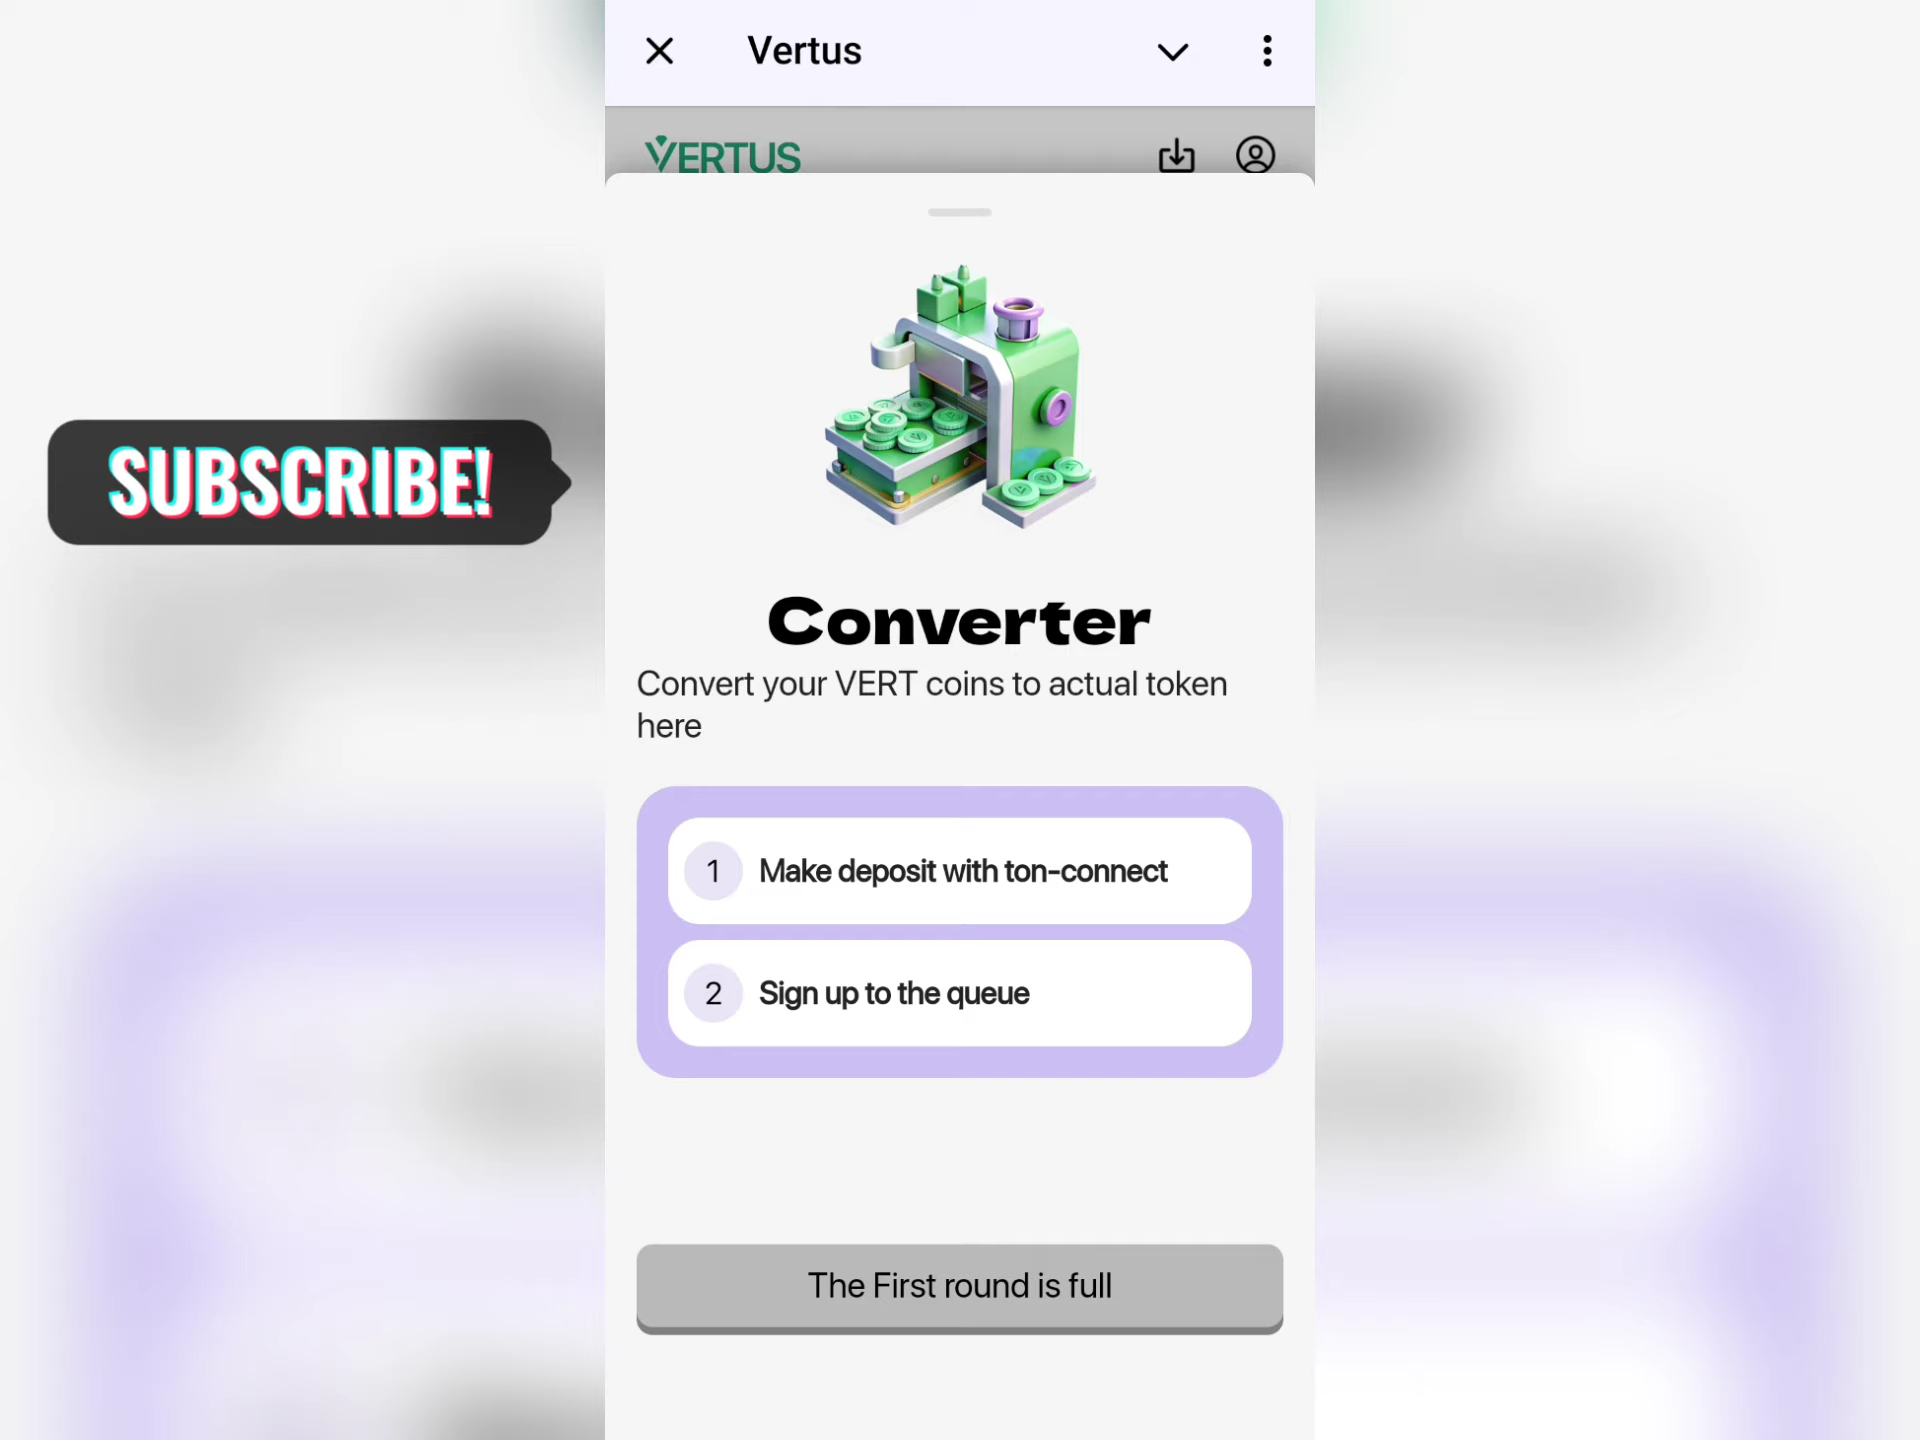 Vertus
VERTUS
SUBSCRIBE!
Converter
Convert your VERT coins to actual token
here
1 Make deposit with ton-connect
2 Sign up to the queue
The First round is full